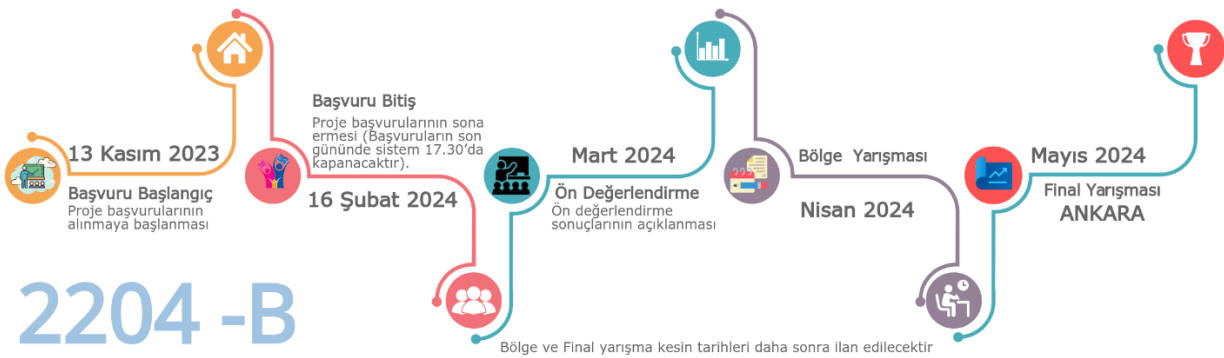 13 Kasım 2023
Başvuru Başlangıç
Proje başvurularının
alınmaya başlanması
Başvuru Bitiş
Proje başvurularının sona
ermesi (Başvuruların son
gününde sistem 17.30’da
kapanacaktır).
16 Şubat 2024
Mart 2024
Ön Değerlendirme
Ön değerlendirme
sonuçlarının açıklanması
Bölge Yarışması
Nisan 2024
Mayıs 2024
Final Yarışması
ANKARA
2204 -B
Bölge ve Final yarışma kesin tarihleri daha sonra ilan edilecektir